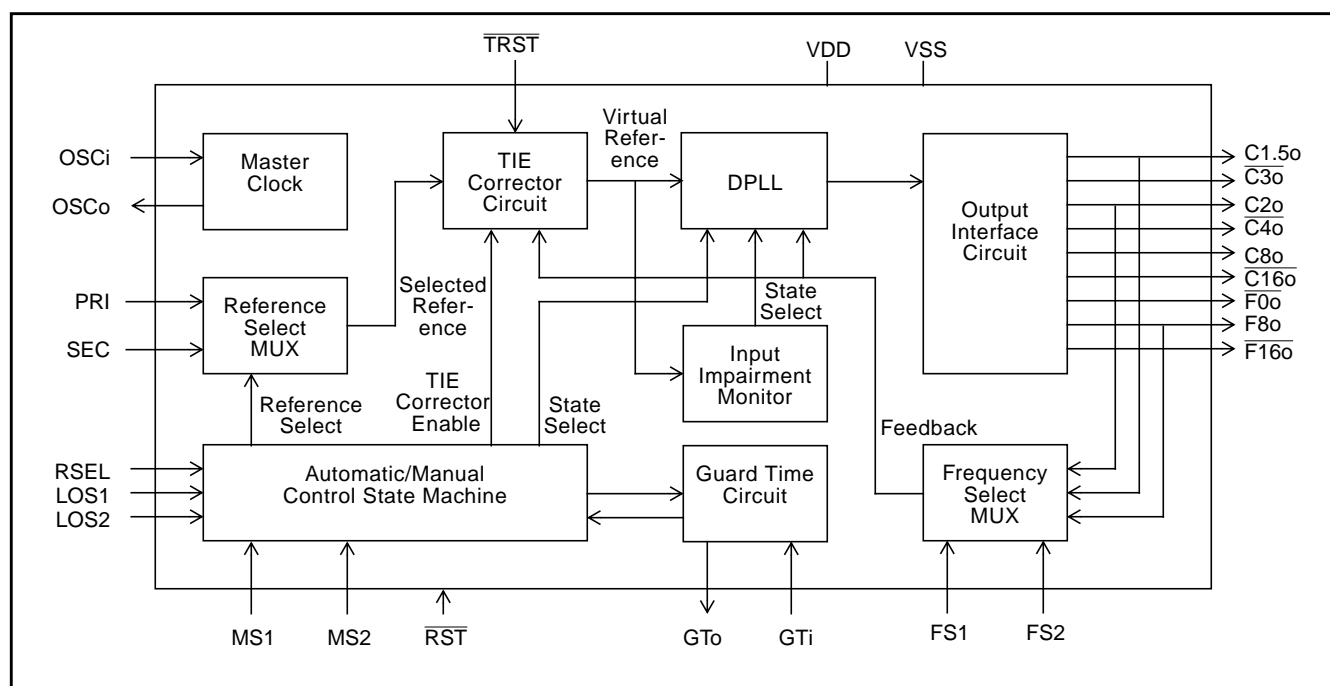 TRST
VDD
VSS
OSCi
OSCo
Master
Clock
TIE
Corrector
Circuit
Virtual
Refer-
ence
DPLL
Output
Interface
Circuit
C1.5o
C3o
C2o
C4o
C8o
C16o
F0o
F8o
F16o
PRI
SEC
Reference
Select
MUX
Selected
Refer-
ence
State
Select
Input
Impairment
Monitor
Reference
Select
TIE
Corrector
Enable
State
Select
Feedback
RSEL
LOS1
LOS2
Automatic/Manual
Control State Machine
Guard Time
Circuit
Frequency
Select
MUX
MS1
MS2
RST
GTo
GTi
FS1
FS2